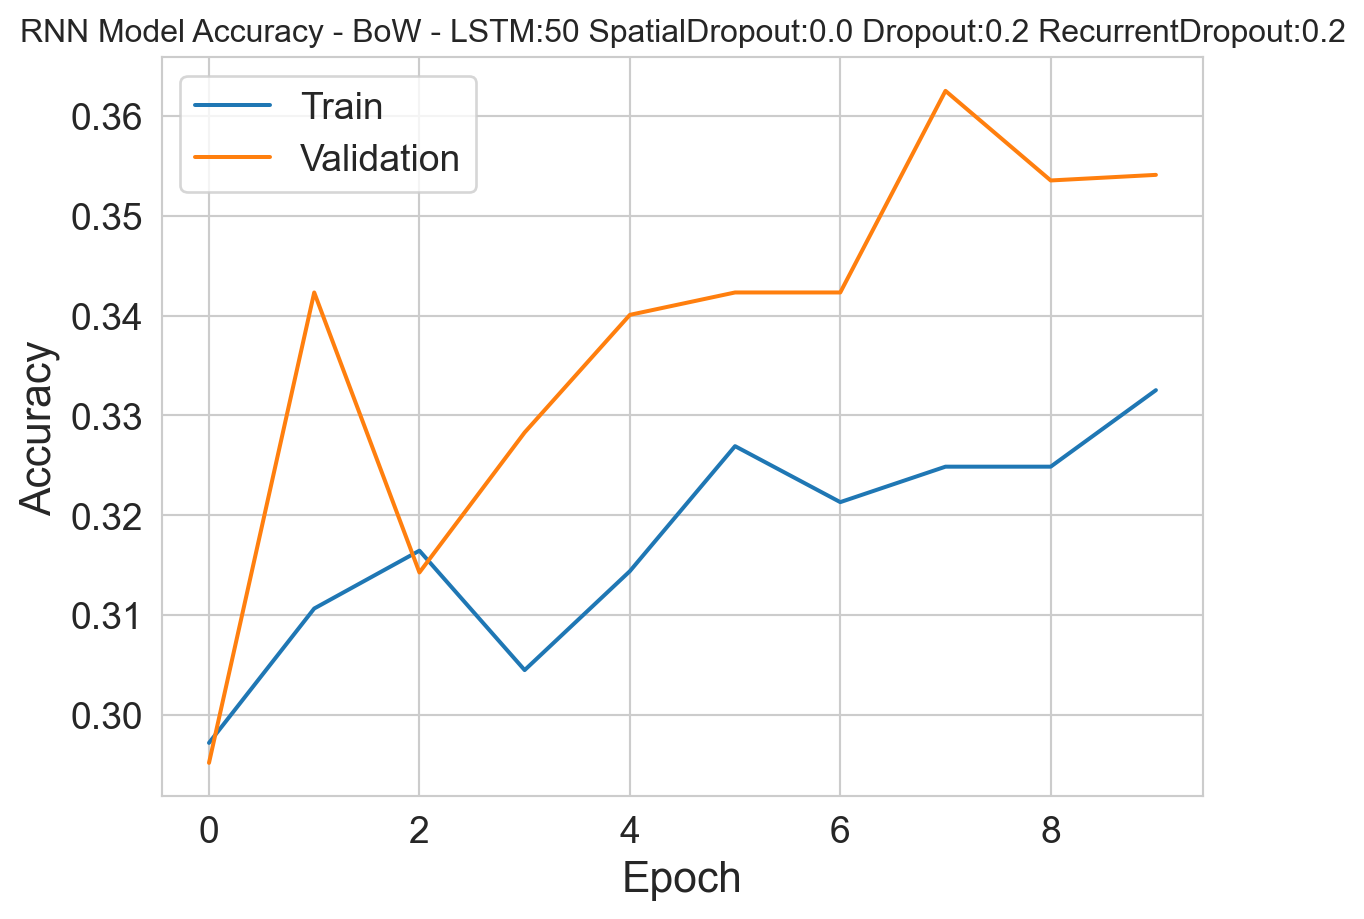 RNN Model Accuracy - BoW - LSTM:50 SpatialDropout:0.0 Dropout:0.2 RecurrentDropout:0.2
Train
Validation
0.36
0.35
0.34
0.33
0.32
0.31
0.30
Accuracy
0 2 4 6 8
Epoch